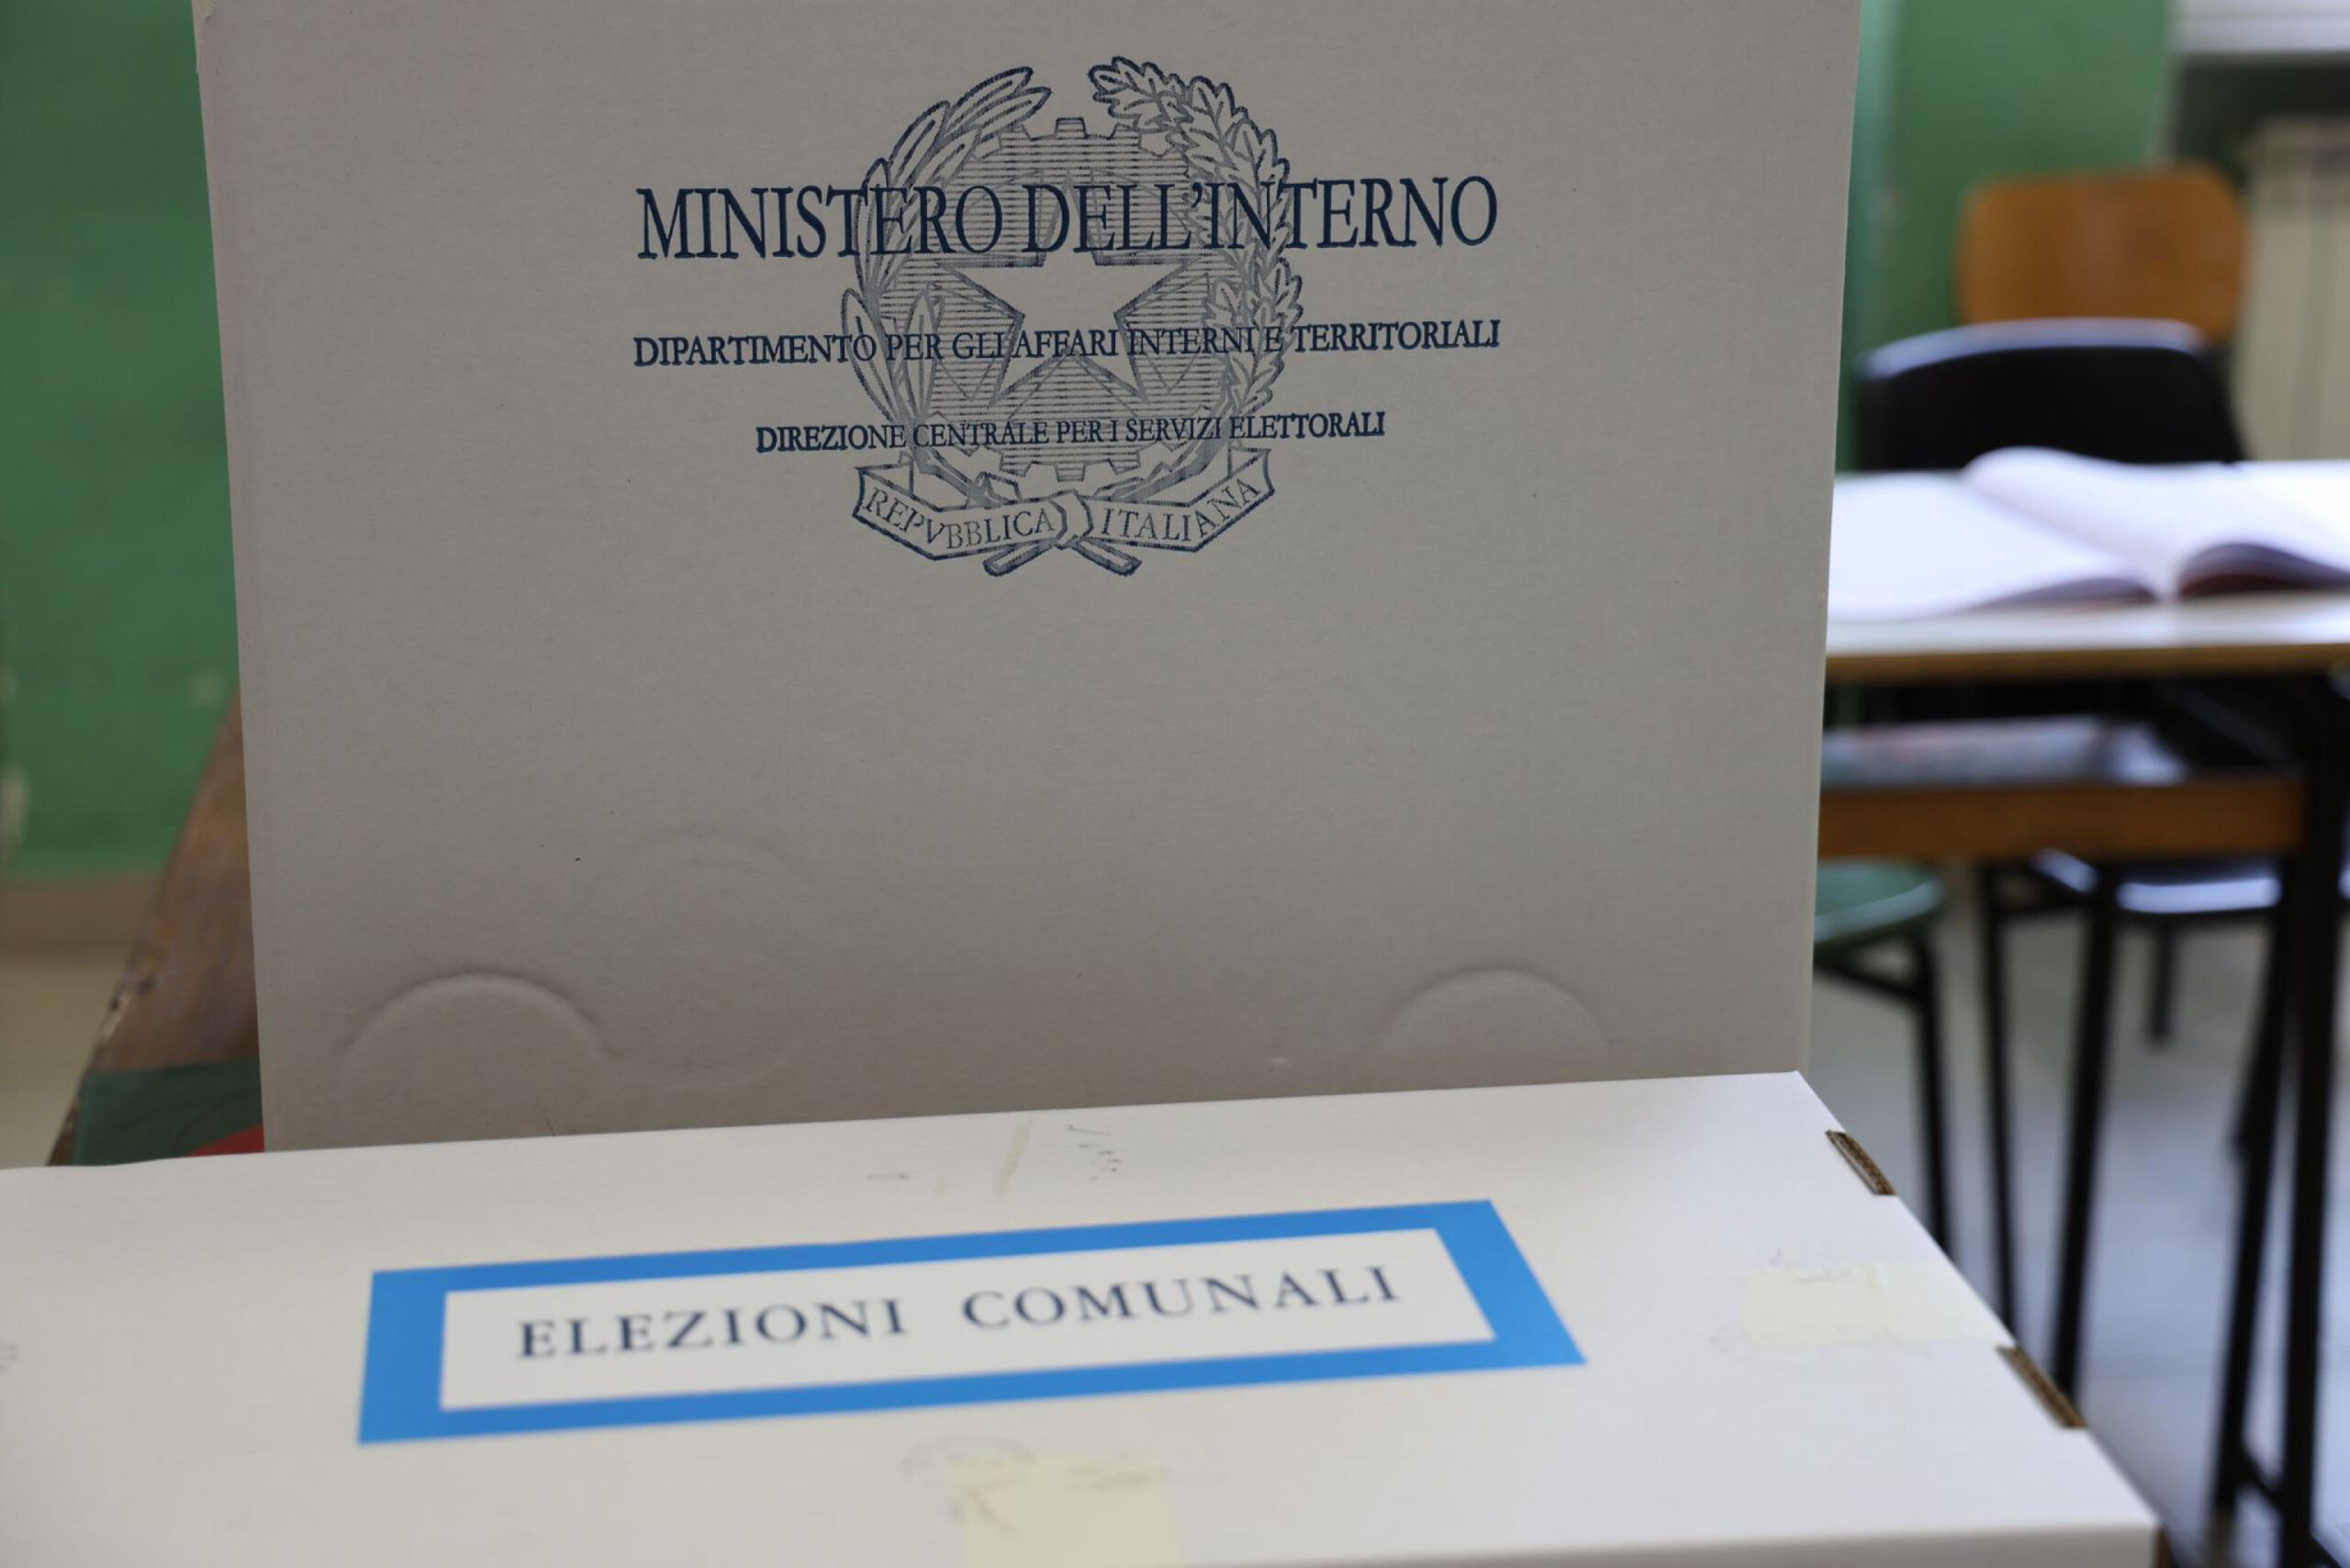 MINISTERO DELL'INTERNO
DIPARTIMENTO PER GLI AFFARI INTERNI E TERRITORIALI
DIREZIONE CENTRALE PER I SERVIZI ELETTORALI
REPVBBLICA ITALIANA
ELEZIONI COMUNALI